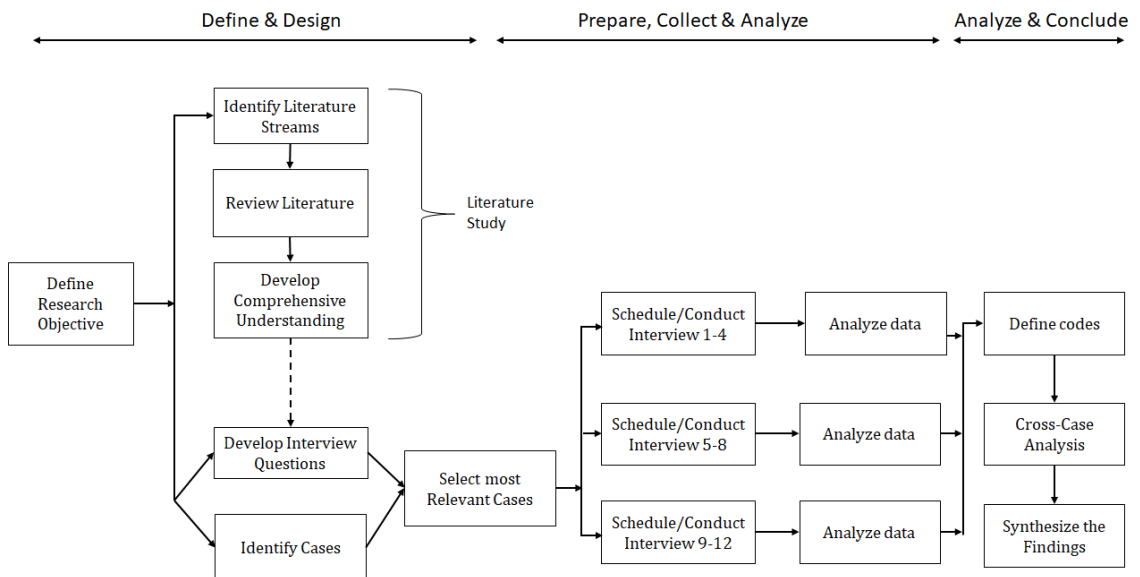 Define & Design
Prepare, Collect & Analyze
Analyze & Conclude
Identify Literature
Streams
Review Literature
Literature
Study
Define
Research
Objective
Develop
Comprehensive
Understanding
Develop Interview
Questions
Identify Cases
Select most
Relevant Cases
Schedule/Conduct
Interview 1-4
Analyze data
Schedule/Conduct
Interview 5-8
Analyze data
Schedule/Conduct
Interview 9-12
Analyze data
Define codes
Cross-Case
Analysis
Synthesize the
Findings